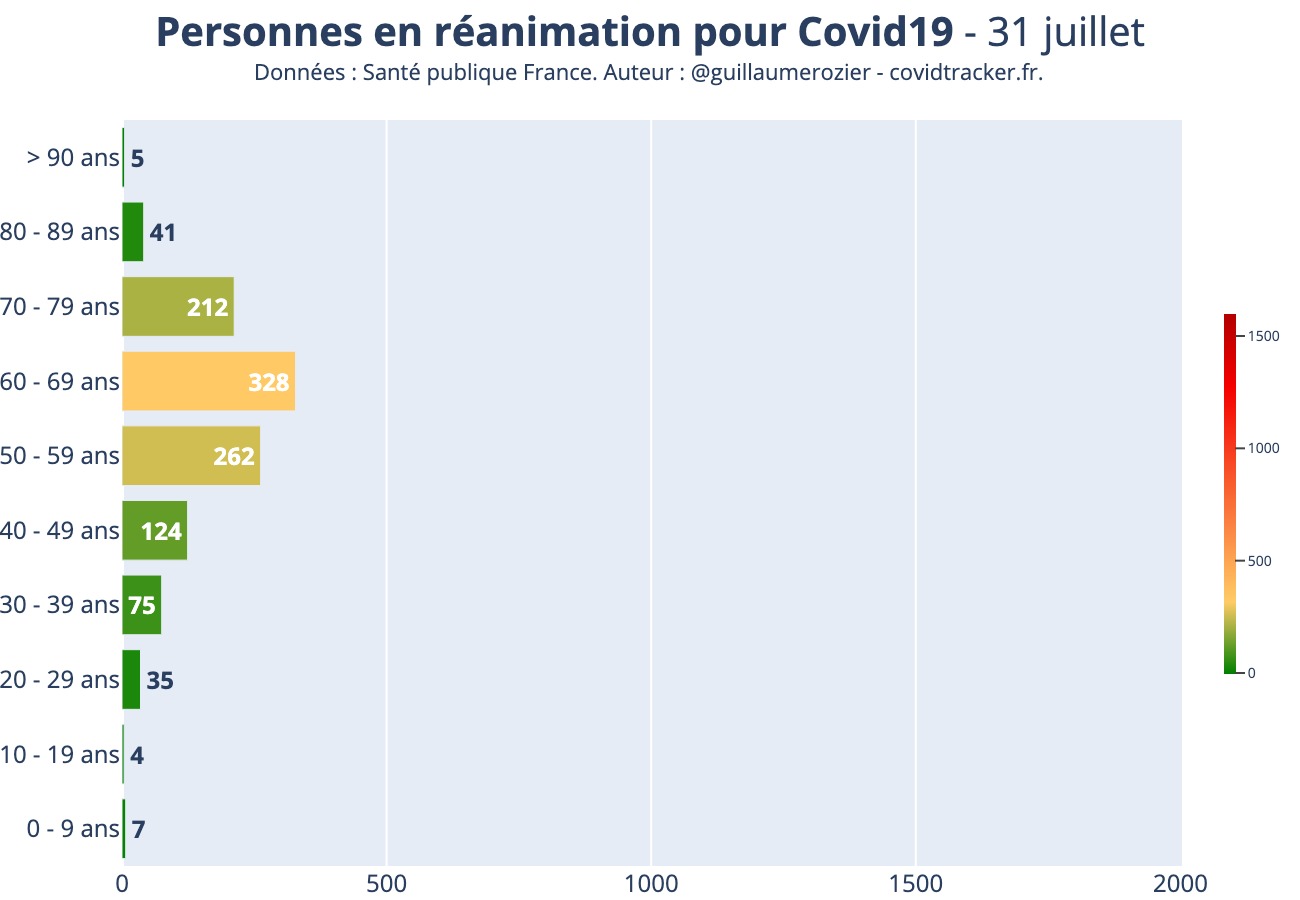 Personnes en réanimation pour Covid19 - 31 juillet
Données : Santé publique France. Auteur : @guillaumerozier - covidtracker.fr.
> 90 ans 5
80 - 89 ans 41
70 - 79 ans 212
60 - 69 ans 328
50 - 59 ans 262
40 - 49 ans 124
30 - 39 ans 75
20 - 29 ans 35
10 - 19 ans 4
0 - 9 ans 7
0 500 1000 1500 2000
1500
1000
500
0